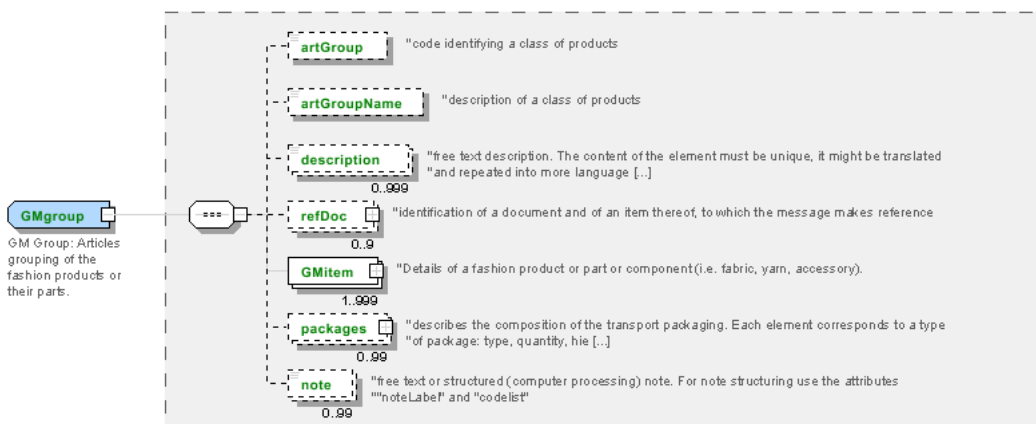 artGroup
"code identifying a class of products
artGroupName
"description of a class of products
description
"free text description. The content of the element must be unique, it might be translated
"and repeated into more language [...]
0..999
GMgroup
refDoc
"identification of a document and of an item thereof, to which the message makes reference
0..9
GM Group: Articles
grouping of the
fashion products or
their parts.
GMitem
"Details of a fashion product or part or component (i.e. fabric, yarn, accessory).
1..999
packages
"describes the composition of the transport packaging. Each element corresponds to a type
"of package: type, quantity, hie [...]
0..99
note
"free text or structured (computer processing) note. For note structuring use the attributes
""noteLabel" and "codelist"
0..99